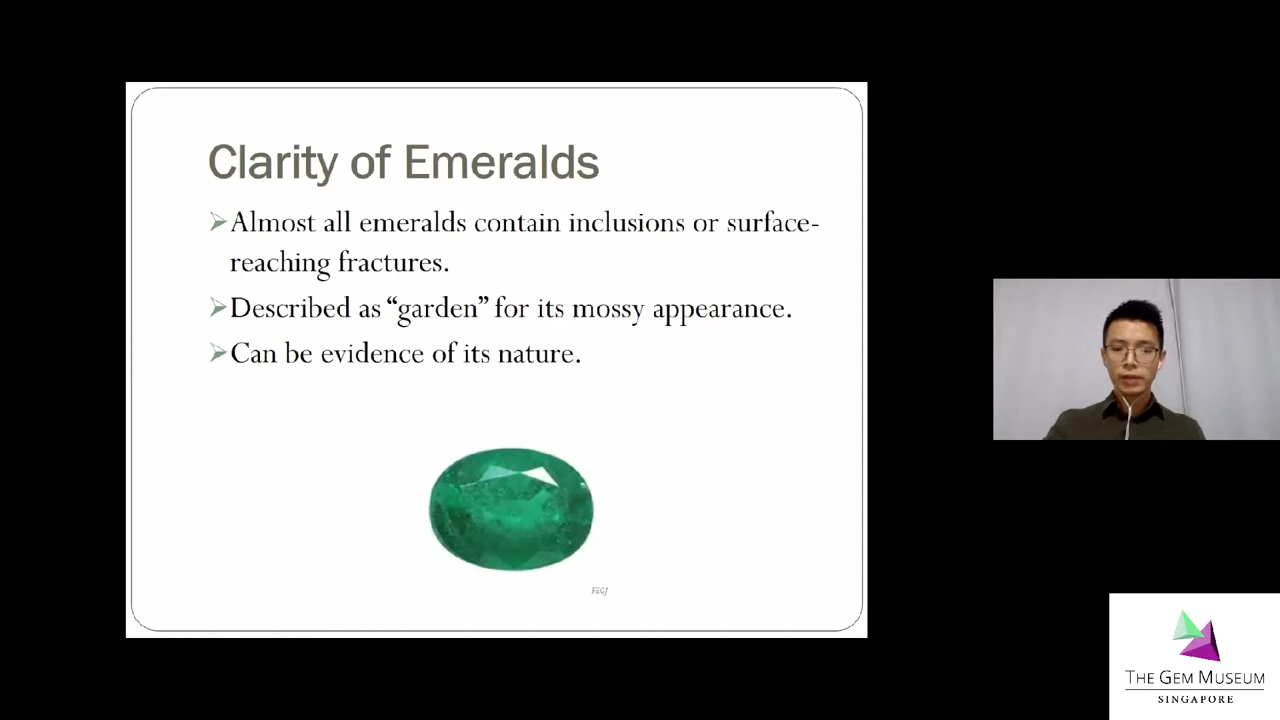 Clarity of Emeralds
Almost all emeralds contain inclusions or surface-
reaching fractures.
Described as “garden” for its mossy appearance.
Can be evidence of its nature.
FEGJ
THE GEM MUSEUM
SINGAPORE